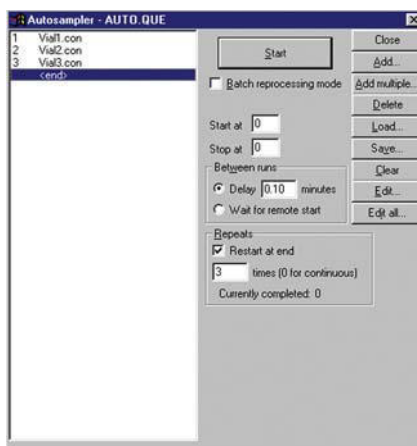 Autosampler - AUTO.QUE
1 Vial1.con
2 Vial2.con
3 Vial3.con
<end>
Start
Batch reprocessing mode
Start at 0
Stop at 0
Between runs
Delay 0.10 minutes
Wait for remote start
Repeats
Restart at end
3 times (0 for continuous)
Currently completed: 0
Close
Add...
Add multiple...
Delete
Load...
Save...
Clear
Edit...
Edit all...